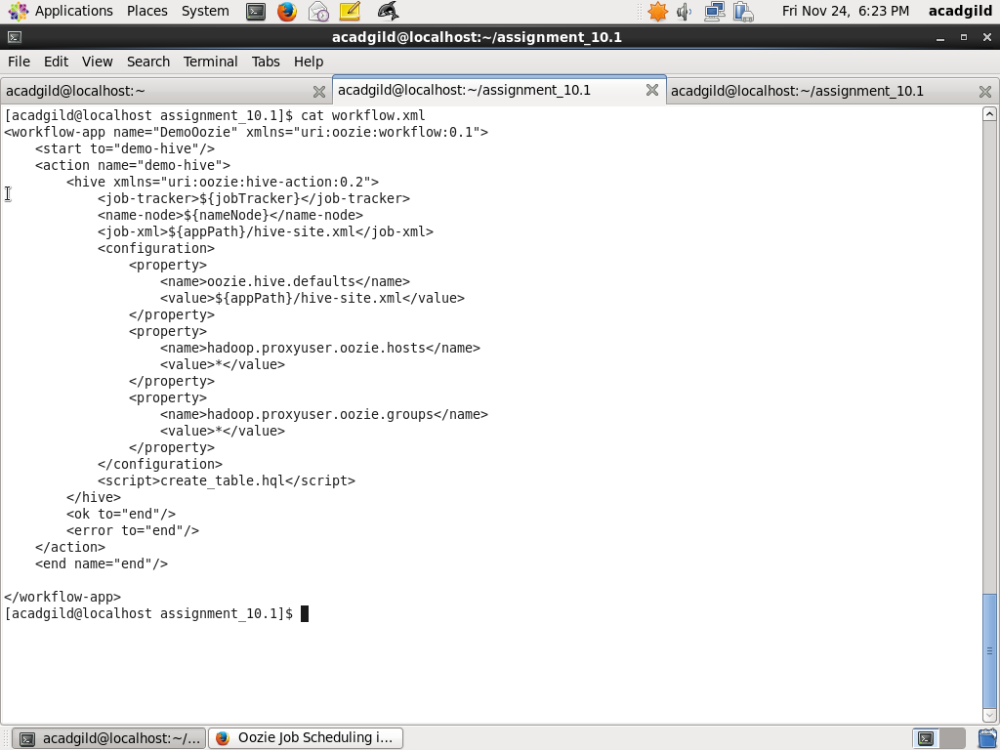 Applications Places System Fri Nov 24, 6:23 PM acadgild
acadgild@localhost:~/assignment_10.1
File Edit View Search Terminal Tabs Help
acadgild@localhost:~ acadgild@localhost:~/assignment_10.1 acadgild@localhost:~/assignment_10.1
[acadgild@localhost assignment_10.1]$ cat workflow.xml
<workflow-app name="DemoOozie" xmlns="uri:oozie:workflow:0.1">
    <start to="demo-hive"/>
    <action name="demo-hive">
        <hive xmlns="uri:oozie:hive-action:0.2">
            <job-tracker>${jobTracker}</job-tracker>
            <name-node>${nameNode}</name-node>
            <job-xml>${appPath}/hive-site.xml</job-xml>
            <configuration>
                <property>
                    <name>oozie.hive.defaults</name>
                    <value>${appPath}/hive-site.xml</value>
                </property>
                <property>
                    <name>hadoop.proxyuser.oozie.hosts</name>
                    <value>*</value>
                </property>
                <property>
                    <name>hadoop.proxyuser.oozie.groups</name>
                    <value>*</value>
                </property>
            </configuration>
            <script>create_table.hql</script>
        </hive>
        <ok to="end"/>
        <error to="end"/>
    </action>
    <end name="end"/>
</workflow-app>
[acadgild@localhost assignment_10.1]$
acadgild@localhost:~/... Oozie Job Scheduling i...